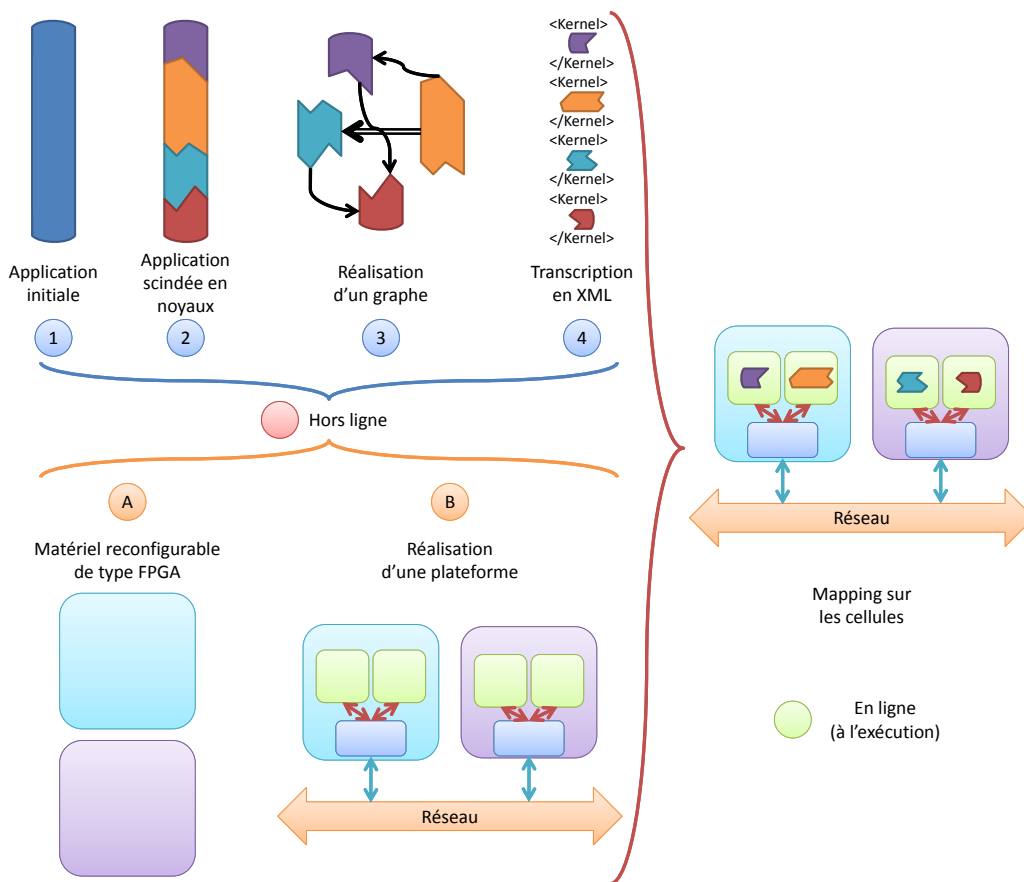 <Kernel>
</Kernel>
<Kernel>
</Kernel>
<Kernel>
</Kernel>
<Kernel>
</Kernel>
Application
initiale
Application
scindée en
noyaux
Réalisation
d'un graphe
Transcription
en XML
1
2
3
4
Hors ligne
A
B
Matériel reconfigurable
de type FPGA
Réalisation
d'une plateforme
Réseau
Réseau
Mapping sur
les cellules
En ligne
(à l'exécution)